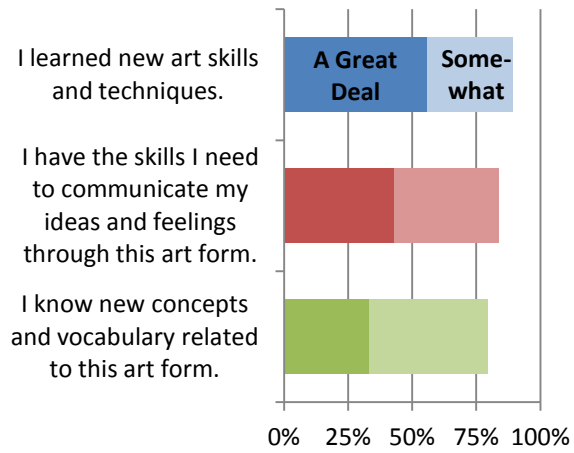 I learned new art skills
and techniques.
A Great
Deal
Some-
what
I have the skills I need
to communicate my
ideas and feelings
through this art form.
I know new concepts
and vocabulary related
to this art form.
0% 25% 50% 75% 100%